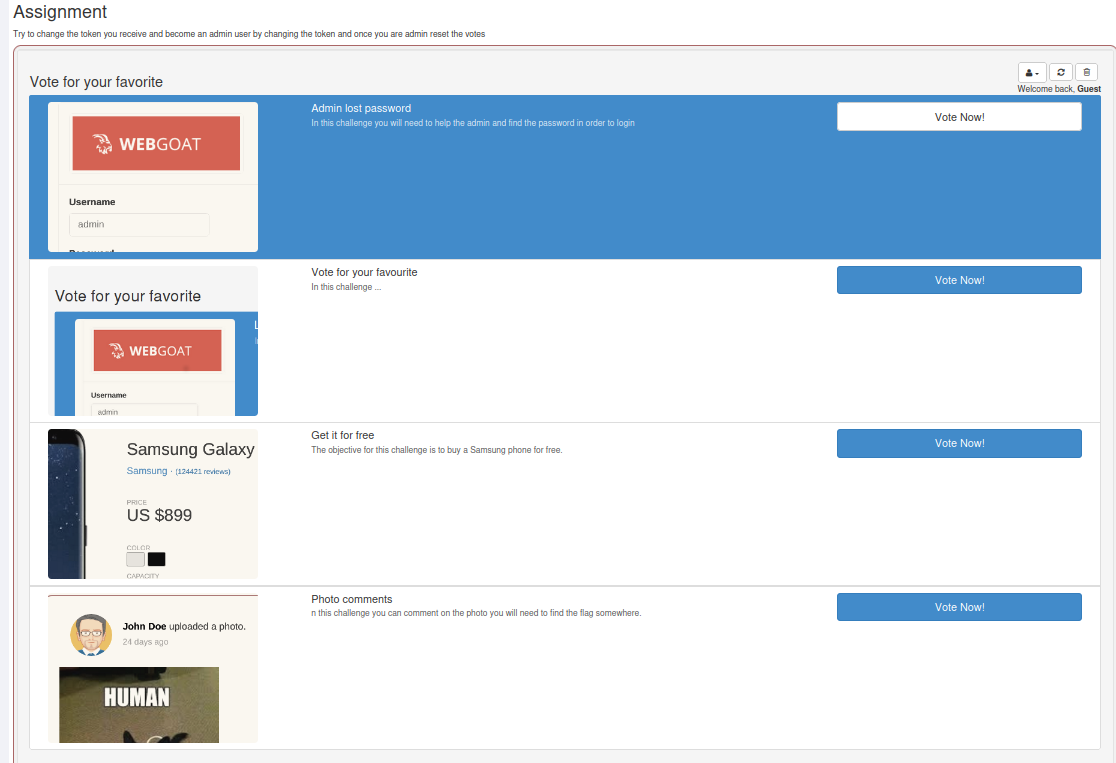 Assignment
Try to change the token you receive and become an admin user by changing the token and once you are admin reset the votes
Vote for your favorite
Welcome back, Guest
WEBGOAT
Username
admin
Password
Admin lost password
In this challenge you will need to help the admin and find the password in order to login
Vote Now!
Vote for your favorite
WEBGOAT
Username
admin
Vote for your favourite
In this challenge ...
Vote Now!
Samsung Galaxy
Samsung · (124421 reviews)
PRICE
US $899
COLOR
CAPACITY
Get it for free
The objective for this challenge is to buy a Samsung phone for free.
Vote Now!
John Doe uploaded a photo.
24 days ago
HUMAN
Photo comments
n this challenge you can comment on the photo you will need to find the flag somewhere.
Vote Now!